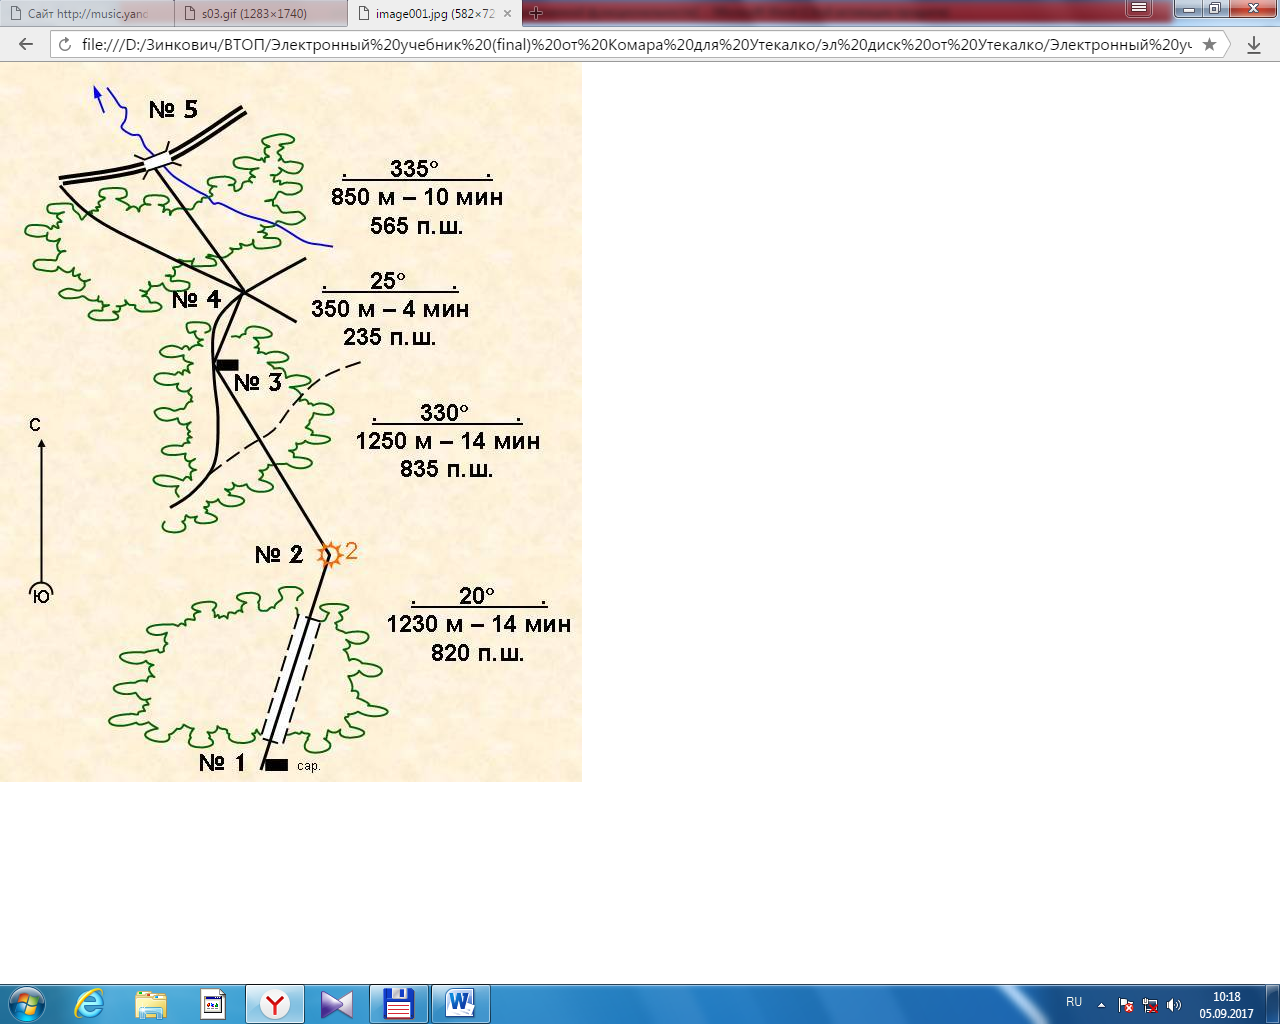 Сайт http://music.yand
s03.gif (1283×1740)
image001.jpg (582×72
file:///D:/Зинкович/ВТОП/Электронный%20учебник%20(final)%20от%20Комара%20для%20Утекалко/эл%20диск%20от%20Утекалко/Электронный%20уч
№ 5
335°
850 м – 10 мин
565 п.ш.
25°
№ 4
350 м – 4 мин
235 п.ш.
№ 3
330°
С
1250 м – 14 мин
835 п.ш.
№ 2
2
Ю
20°
1230 м – 14 мин
820 п.ш.
№ 1
сар.
RU
10:18
05.09.2017